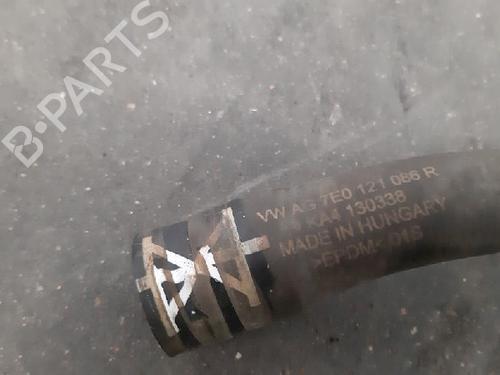 B-PARTS
VW AG 7E0 121 086 R
KA4 130338
MADE IN HUNGARY
>EPDM< 018